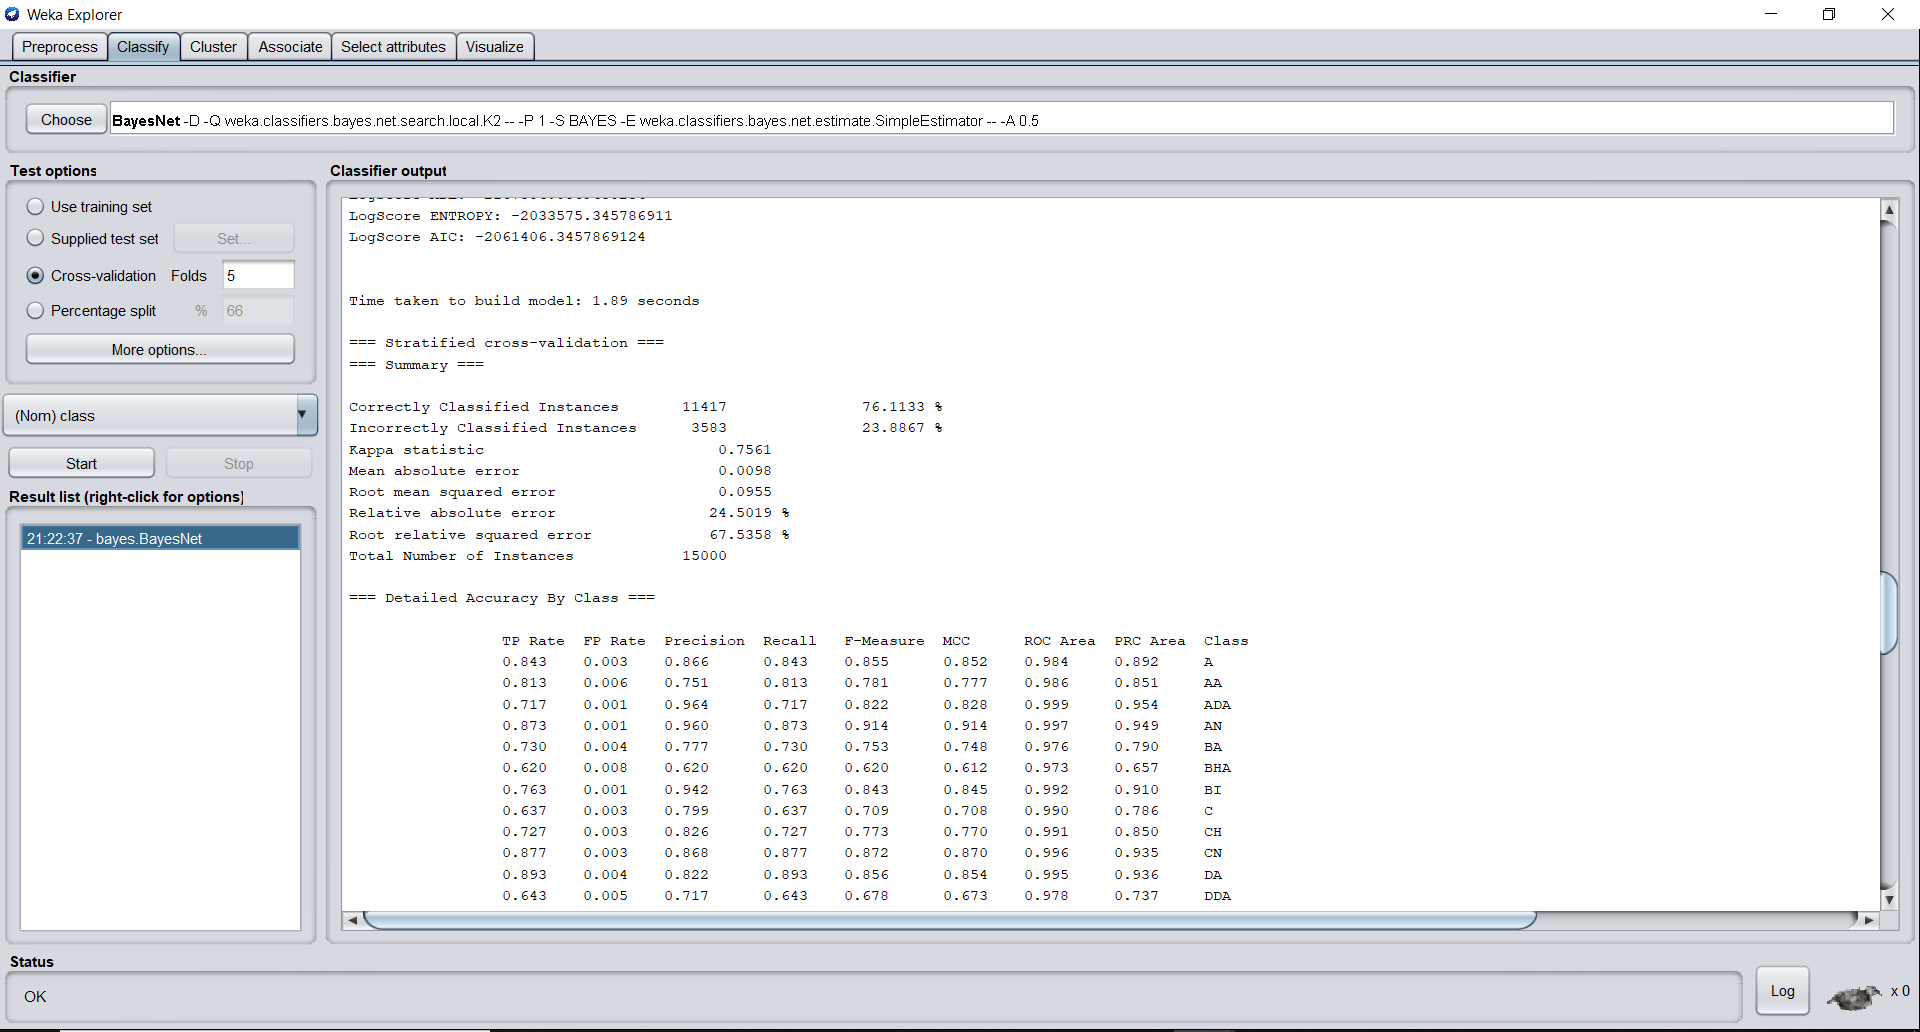 Weka Explorer
Preprocess Classify Cluster Associate Select attributes Visualize
Classifier
Choose BayesNet -D -Q weka.classifiers.bayes.net.search.local.K2 -- -P 1 -S BAYES -E weka.classifiers.bayes.net.estimate.SimpleEstimator -- -A 0.5
Test options
Use training set
Supplied test set Set...
Cross-validation Folds 5
Percentage split % 66
More options...
(Nom) class
Start Stop
Result list (right-click for options)
21:22:37 - bayes.BayesNet
Classifier output
LogScore ENTROPY: -2033575.345786911
LogScore AIC: -2061406.3457869124
Time taken to build model: 1.89 seconds
=== Stratified cross-validation ===
=== Summary ===
Correctly Classified Instances 11417 76.1133 %
Incorrectly Classified Instances 3583 23.8867 %
Kappa statistic 0.7561
Mean absolute error 0.0098
Root mean squared error 0.0955
Relative absolute error 24.5019 %
Root relative squared error 67.5358 %
Total Number of Instances 15000
=== Detailed Accuracy By Class ===
TP Rate FP Rate Precision Recall F-Measure MCC ROC Area PRC Area Class
0.843 0.003 0.866 0.843 0.855 0.852 0.984 0.892 A
0.813 0.006 0.751 0.813 0.781 0.777 0.986 0.851 AA
0.717 0.001 0.964 0.717 0.822 0.828 0.999 0.954 ADA
0.873 0.001 0.960 0.873 0.914 0.914 0.997 0.949 AN
0.730 0.004 0.777 0.730 0.753 0.748 0.976 0.790 BA
0.620 0.008 0.620 0.620 0.620 0.612 0.973 0.657 BHA
0.763 0.001 0.942 0.763 0.843 0.845 0.992 0.910 BI
0.637 0.003 0.799 0.637 0.709 0.708 0.990 0.786 C
0.727 0.003 0.826 0.727 0.773 0.770 0.991 0.850 CH
0.877 0.003 0.868 0.877 0.872 0.870 0.996 0.935 CN
0.893 0.004 0.822 0.893 0.856 0.854 0.995 0.936 DA
0.643 0.005 0.717 0.643 0.678 0.673 0.978 0.737 DDA
Status
OK
Log x 0